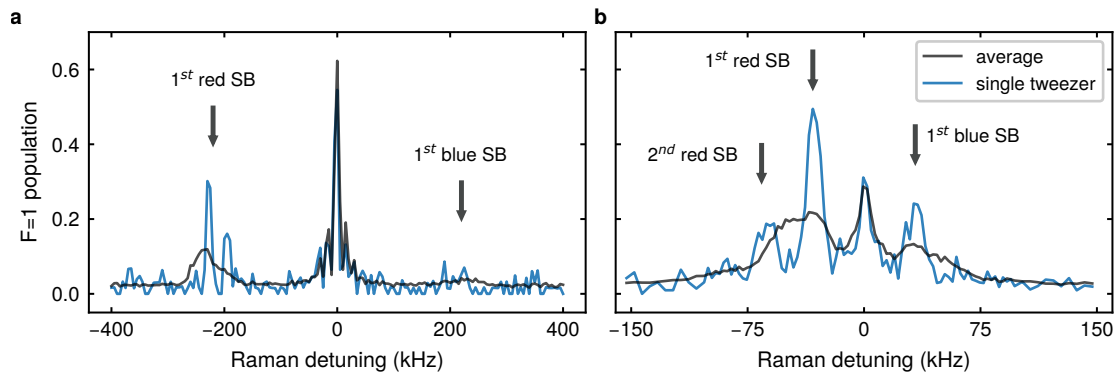 a
b
0.6
0.4
0.2
0.0
F=1 population
1st red SB
1st blue SB
−400
−200
0
200
400
Raman detuning (kHz)
1st red SB
2nd red SB
1st blue SB
average
single tweezer
−150
−75
0
75
150
Raman detuning (kHz)